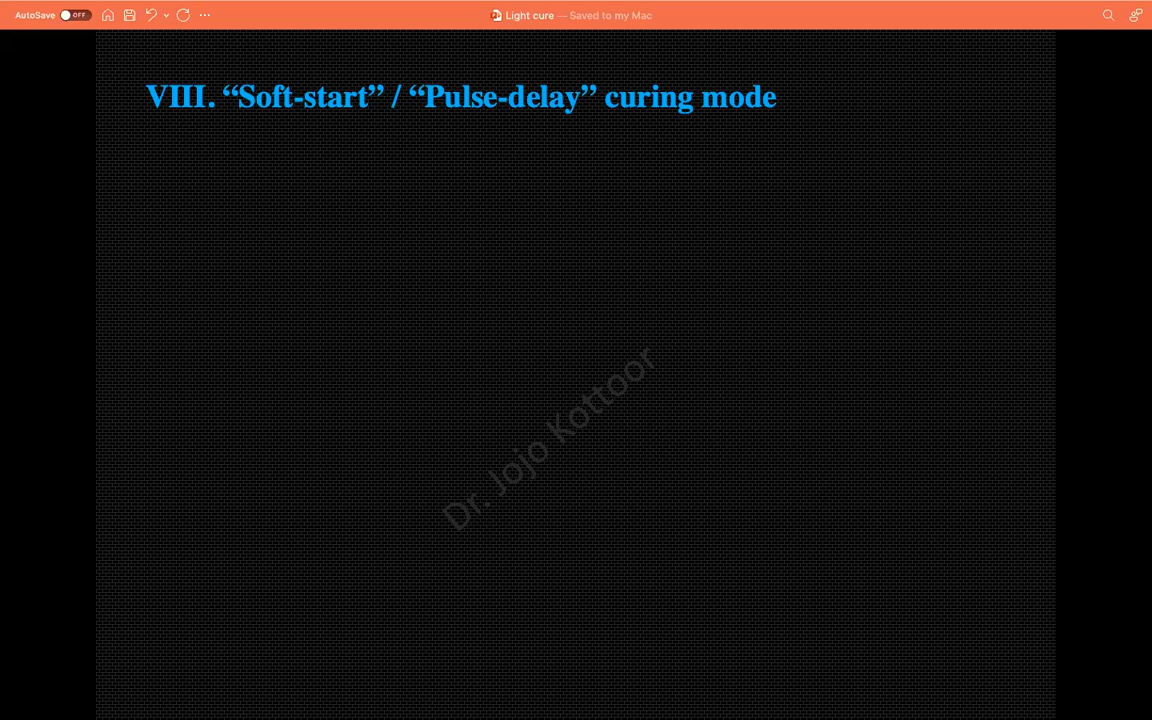 AutoSave OFF
Light cure — Saved to my Mac
VIII. “Soft-start” / “Pulse-delay” curing mode
Dr. Jojo Kottoor